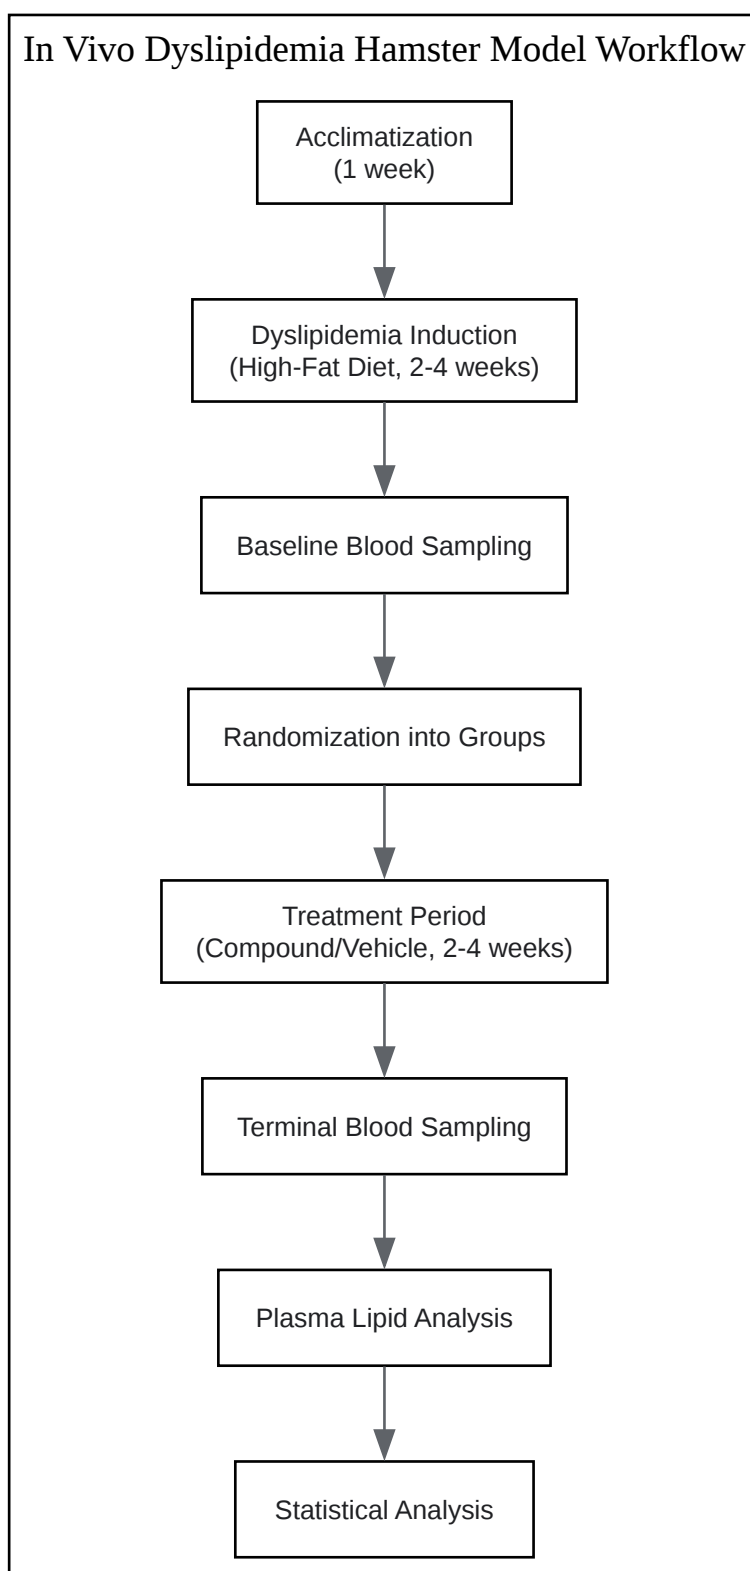 In Vivo Dyslipidemia Hamster Model Workflow
Acclimatization
(1 week)
Dyslipidemia Induction
(High-Fat Diet, 2-4 weeks)
Baseline Blood Sampling
Randomization into Groups
Treatment Period
(Compound/Vehicle, 2-4 weeks)
Terminal Blood Sampling
Plasma Lipid Analysis
Statistical Analysis